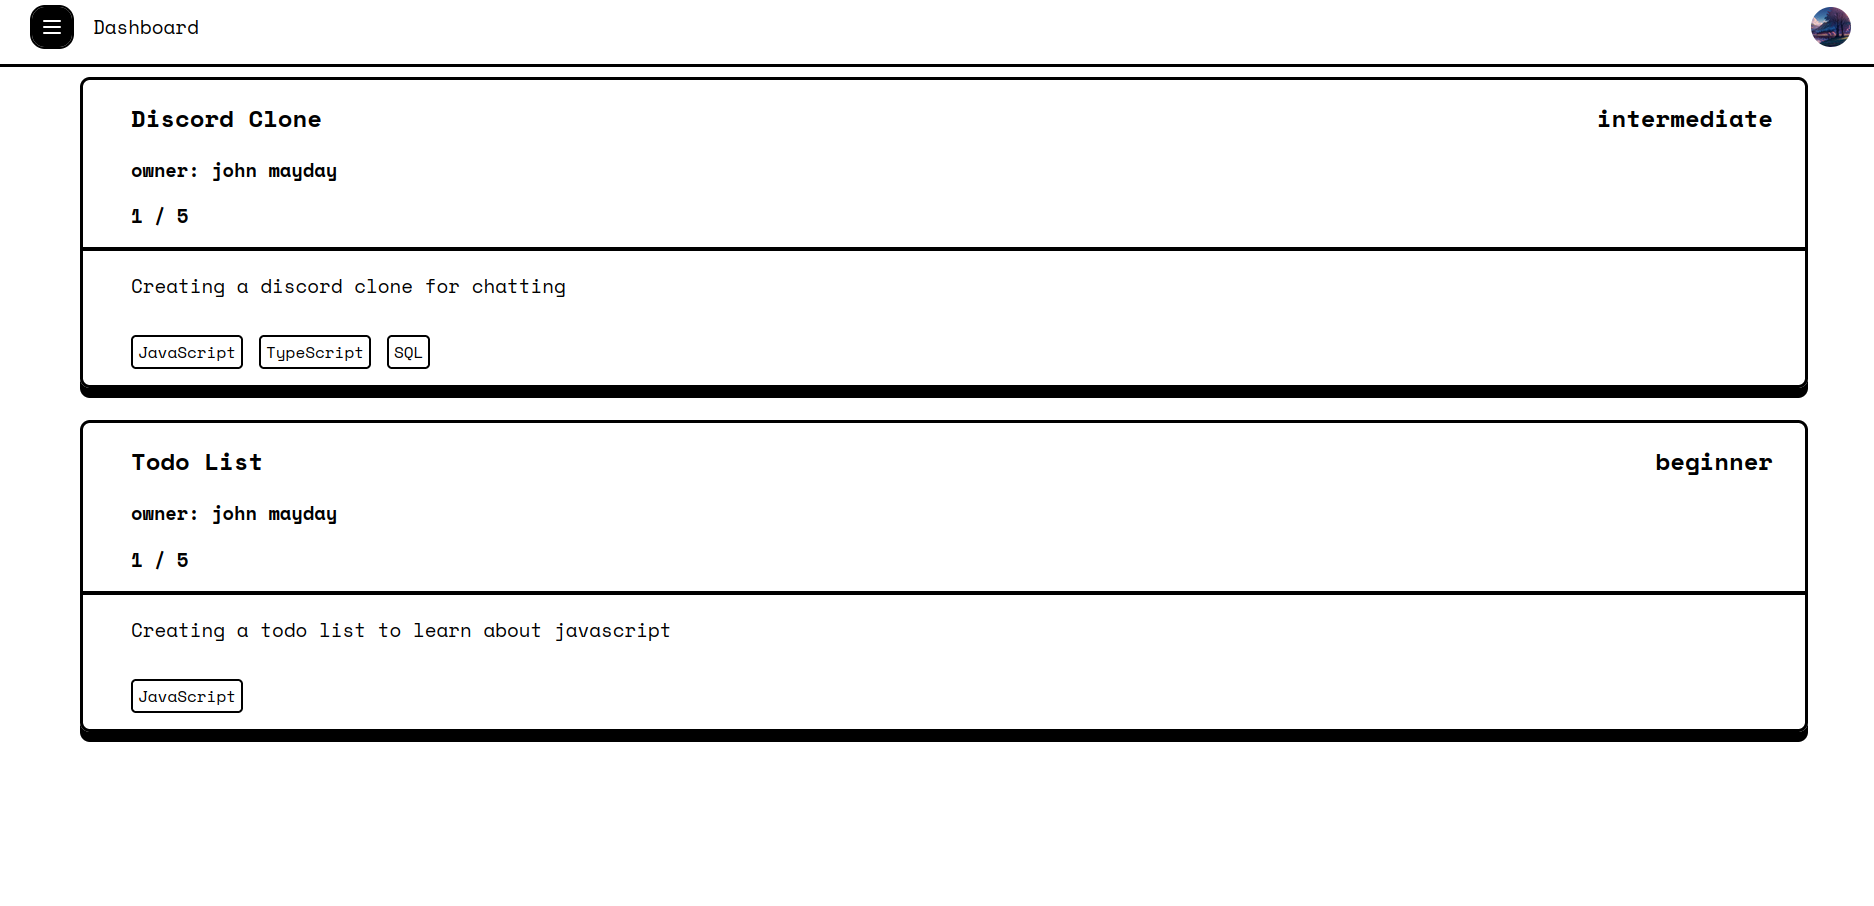 Dashboard
Discord Clone intermediate
owner: john mayday
1 / 5
Creating a discord clone for chatting
JavaScript TypeScript SQL
Todo List beginner
owner: john mayday
1 / 5
Creating a todo list to learn about javascript
JavaScript